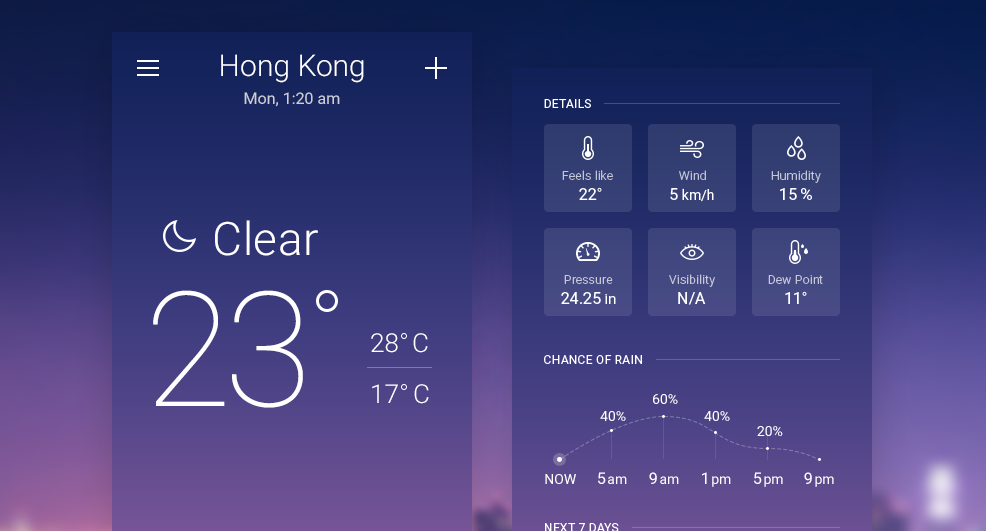 Hong Kong
Mon, 1:20 am
Clear
23°
28° C
17° C
DETAILS
Feels like
22°
Wind
5 km/h
Humidity
15 %
Pressure
24.25 in
Visibility
N/A
Dew Point
11°
CHANCE OF RAIN
40%
60%
40%
20%
NOW
5 am
9 am
1 pm
5 pm
9 pm
NEXT 7 DAYS